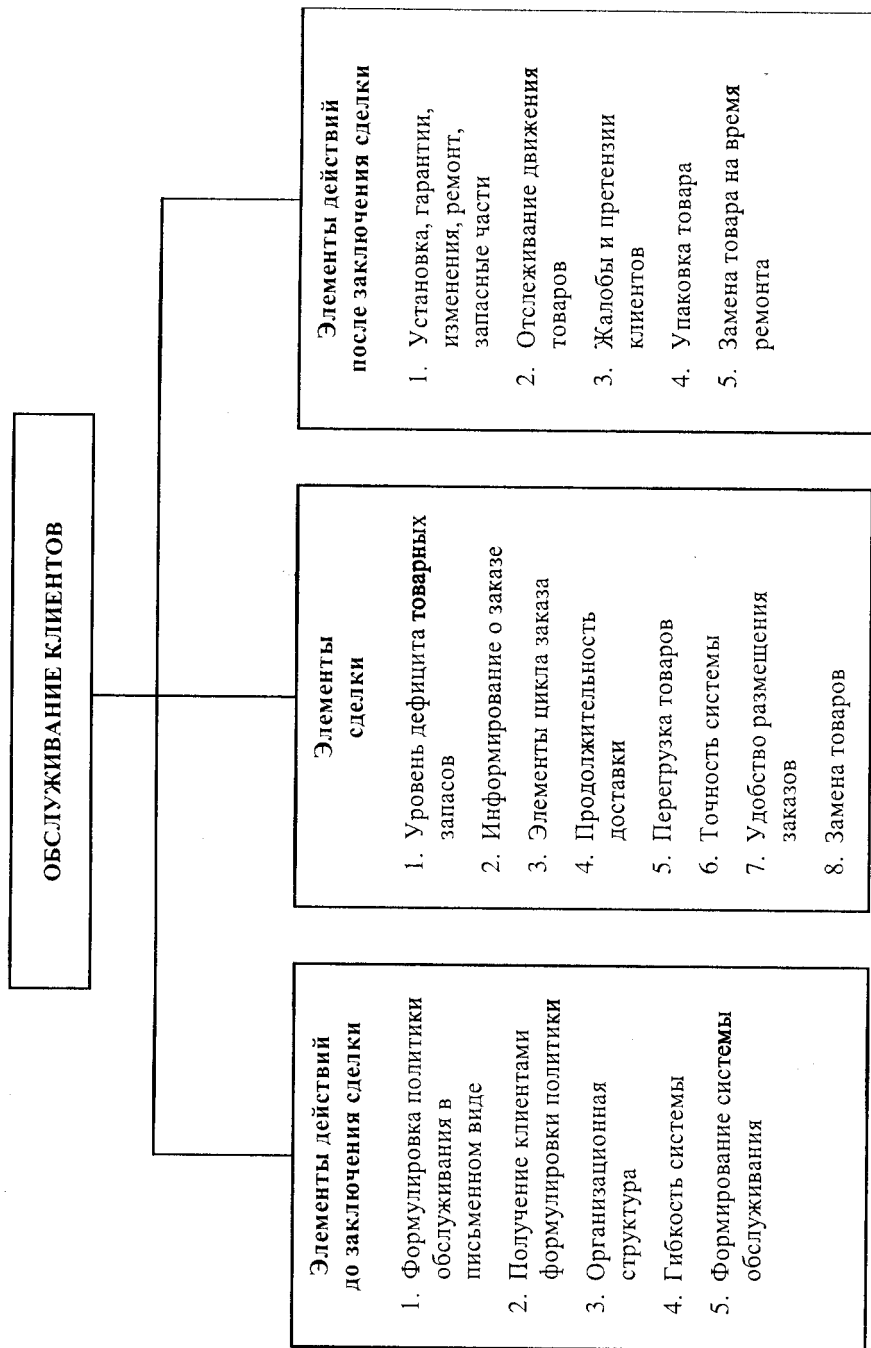 ОБСЛУЖИВАНИЕ КЛИЕНТОВ
Элементы действий
до заключения сделки
1. Формулировка политики
обслуживания в
письменном виде
2. Получение клиентами
формулировки политики
3. Организационная
структура
4. Гибкость системы
5. Формирование системы
обслуживания
Элементы
сделки
1. Уровень дефицита товарных
запасов
2. Информирование о заказе
3. Элементы цикла заказа
4. Продолжительность
доставки
5. Перегрузка товаров
6. Точность системы
7. Удобство размещения
заказов
8. Замена товаров
Элементы действий
после заключения сделки
1. Установка, гарантии,
изменения, ремонт,
запасные части
2. Отслеживание движения
товаров
3. Жалобы и претензии
клиентов
4. Упаковка товара
5. Замена товара на время
ремонта